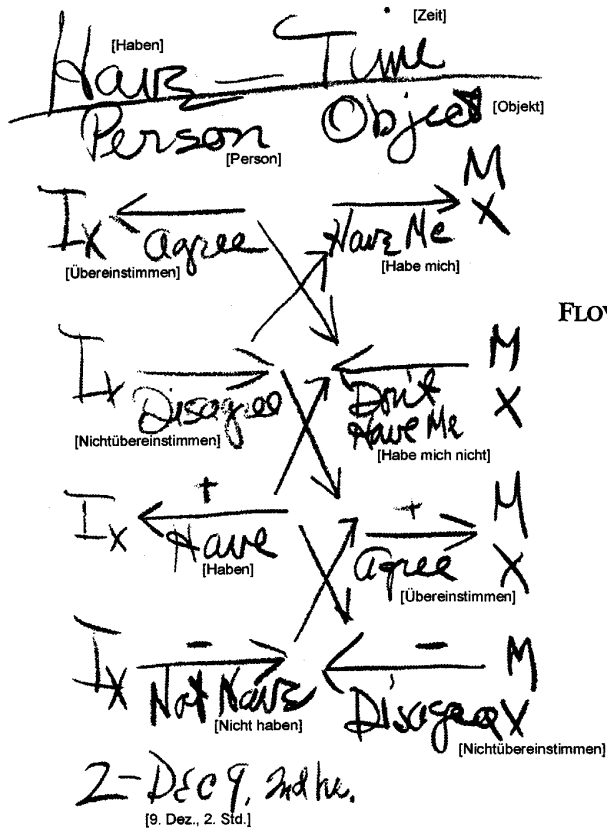 [Zeit]
[Haben]
Have — Time
Person Object [Objekt]
[Person]
M
Ix agree Have Me X
[Übereinstimmen] [Habe mich]
FLOW
Ix M
Disagree Don't X
Have Me
[Nichtübereinstimmen] [Habe mich nicht]
+ + M
Ix Have Agree X
[Haben] [Übereinstimmen]
- - M
Ix Not Have Disagree X
[Nicht haben] [Nichtübereinstimmen]
2-DEC 9, 2nd hr.
[9. Dez., 2. Std.]